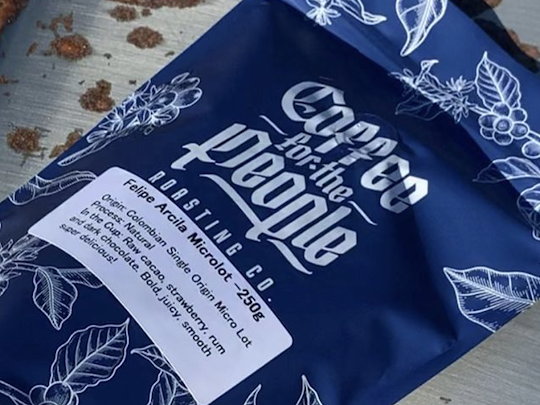 Coffee
for the
People
ROASTING CO.
Felipe Arcila Microlot ~250g
Origin: Colombian Single Origin Micro Lot
Process: Natural
In the Cup: Raw cacao, strawberry, rum
and dark chocolate. Bold, juicy, smooth
super delicious!